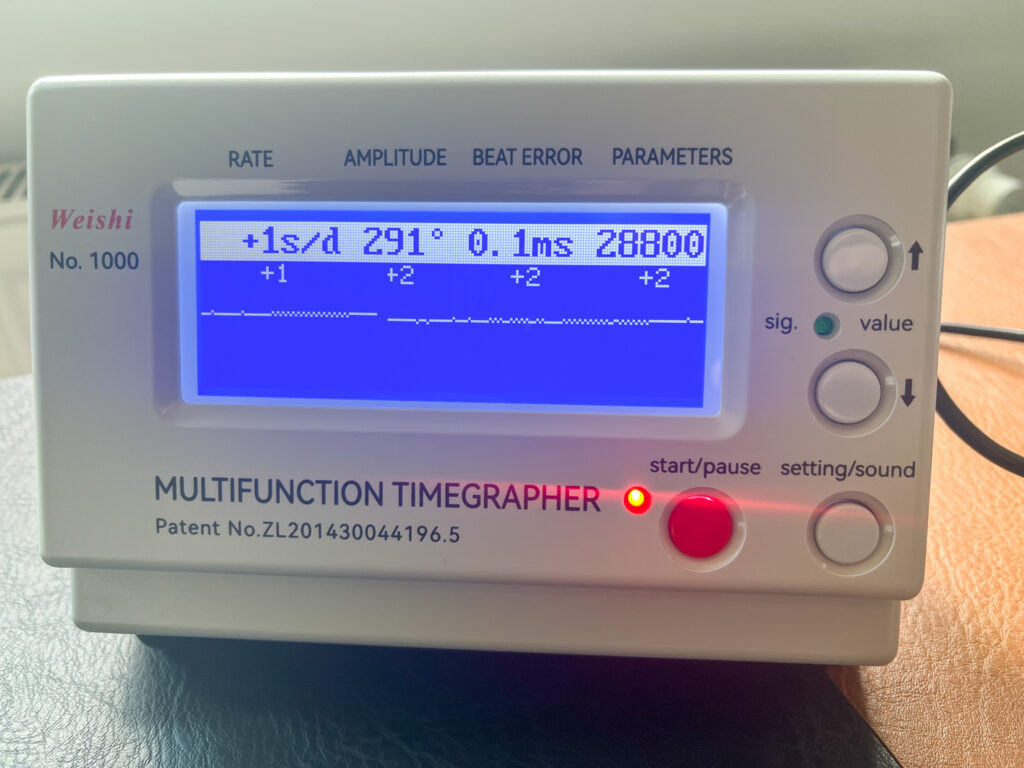 RATE AMPLITUDE BEAT ERROR PARAMETERS
Weishi
No. 1000
+1s/d 291° 0.1ms 28800
+1 +2 +2 +2
sig. value
start/pause setting/sound
MULTIFUNCTION TIMEGRAPHER
Patent No.ZL201430044196.5